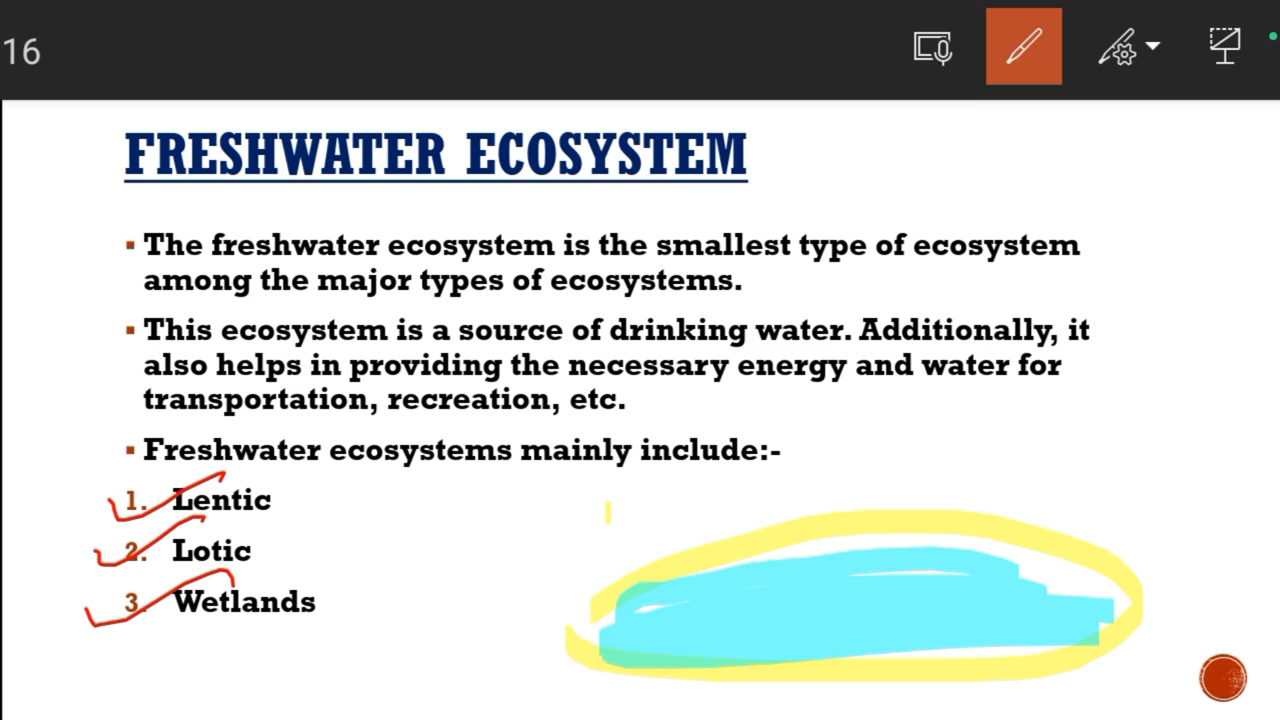 16
FRESHWATER ECOSYSTEM
▪ The freshwater ecosystem is the smallest type of ecosystem
among the major types of ecosystems.
▪ This ecosystem is a source of drinking water. Additionally, it
also helps in providing the necessary energy and water for
transportation, recreation, etc.
▪ Freshwater ecosystems mainly include:-
1. Lentic
2. Lotic
3. Wetlands